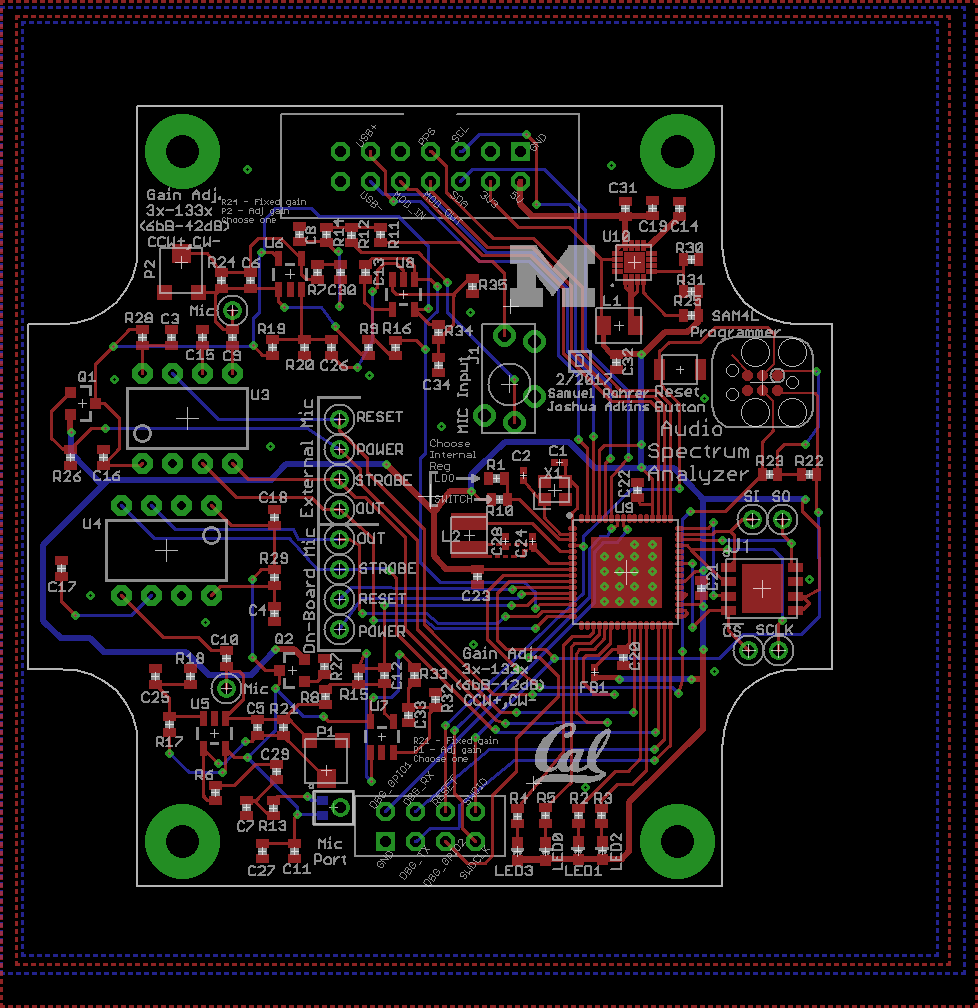 USB+
PPS
SCL
GND
USB-
MOD_IN
MOD_OUT
SDA
3V3
5V
Gain Adj.
3x-133x
(6bB-42dB)
CCW+,CW-
R21 - Fixed gain
P2 - Adj gain
Choose one
C31
C19
C14
U10
R30
R31
R25
L1
C32
P2
R24
C6
U6
C8
R14
R12
R11
R7
C30
C13
U8
R35
M
Mic
R28
C3
C15
C9
R19
R20
C26
R9
R16
R34
C34
MIC Input
J1
D
2/2017
Samuel Rohrer
Joshua Adkins
Reset
Button
SAM4L
Programmer
Audio
Spectrum
Analyzer
Q1
U3
R26
C16
External Mic
RESET
POWER
STROBE
OUT
In-Board Mic
OUT
STROBE
RESET
POWER
Choose
Internal
Reg
LDO
SWITCH
R1
C2
C1
X1
R10
C22
U9
R23
R22
SI
SO
U4
C18
R29
C4
C17
L2
C28
C24
C23
C21
U1
CS
SCLK
C20
FB1
Gain Adj.
3x-133x
(6bB-42dB)
CCW+,CW-
C10
Q2
R27
R18
C25
Mic
R8
R15
C12
R33
R32
C33
U5
C5
R21
U7
R17
P1
R21 - Fixed gain
P1 - Adj gain
Choose one
Cal
C29
R6
C7
R13
C27
C11
Mic
Port
DBG_GPIO1
DBG_RX
RESET
SWDIO
GND
DBG_TX
DBG_GPIO2
SWDCLK
R4
R5
R2
R3
LED3
LED0
LED1
LED2